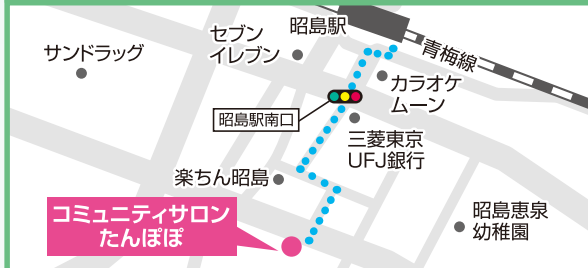 昭島駅
セブン
イレブン
サンドラッグ
青梅線
カラオケ
ムーン
昭島駅南口
三菱東京
UFJ銀行
楽ちん昭島
コミュニティサロン
たんぽぽ
昭島恵泉
幼稚園